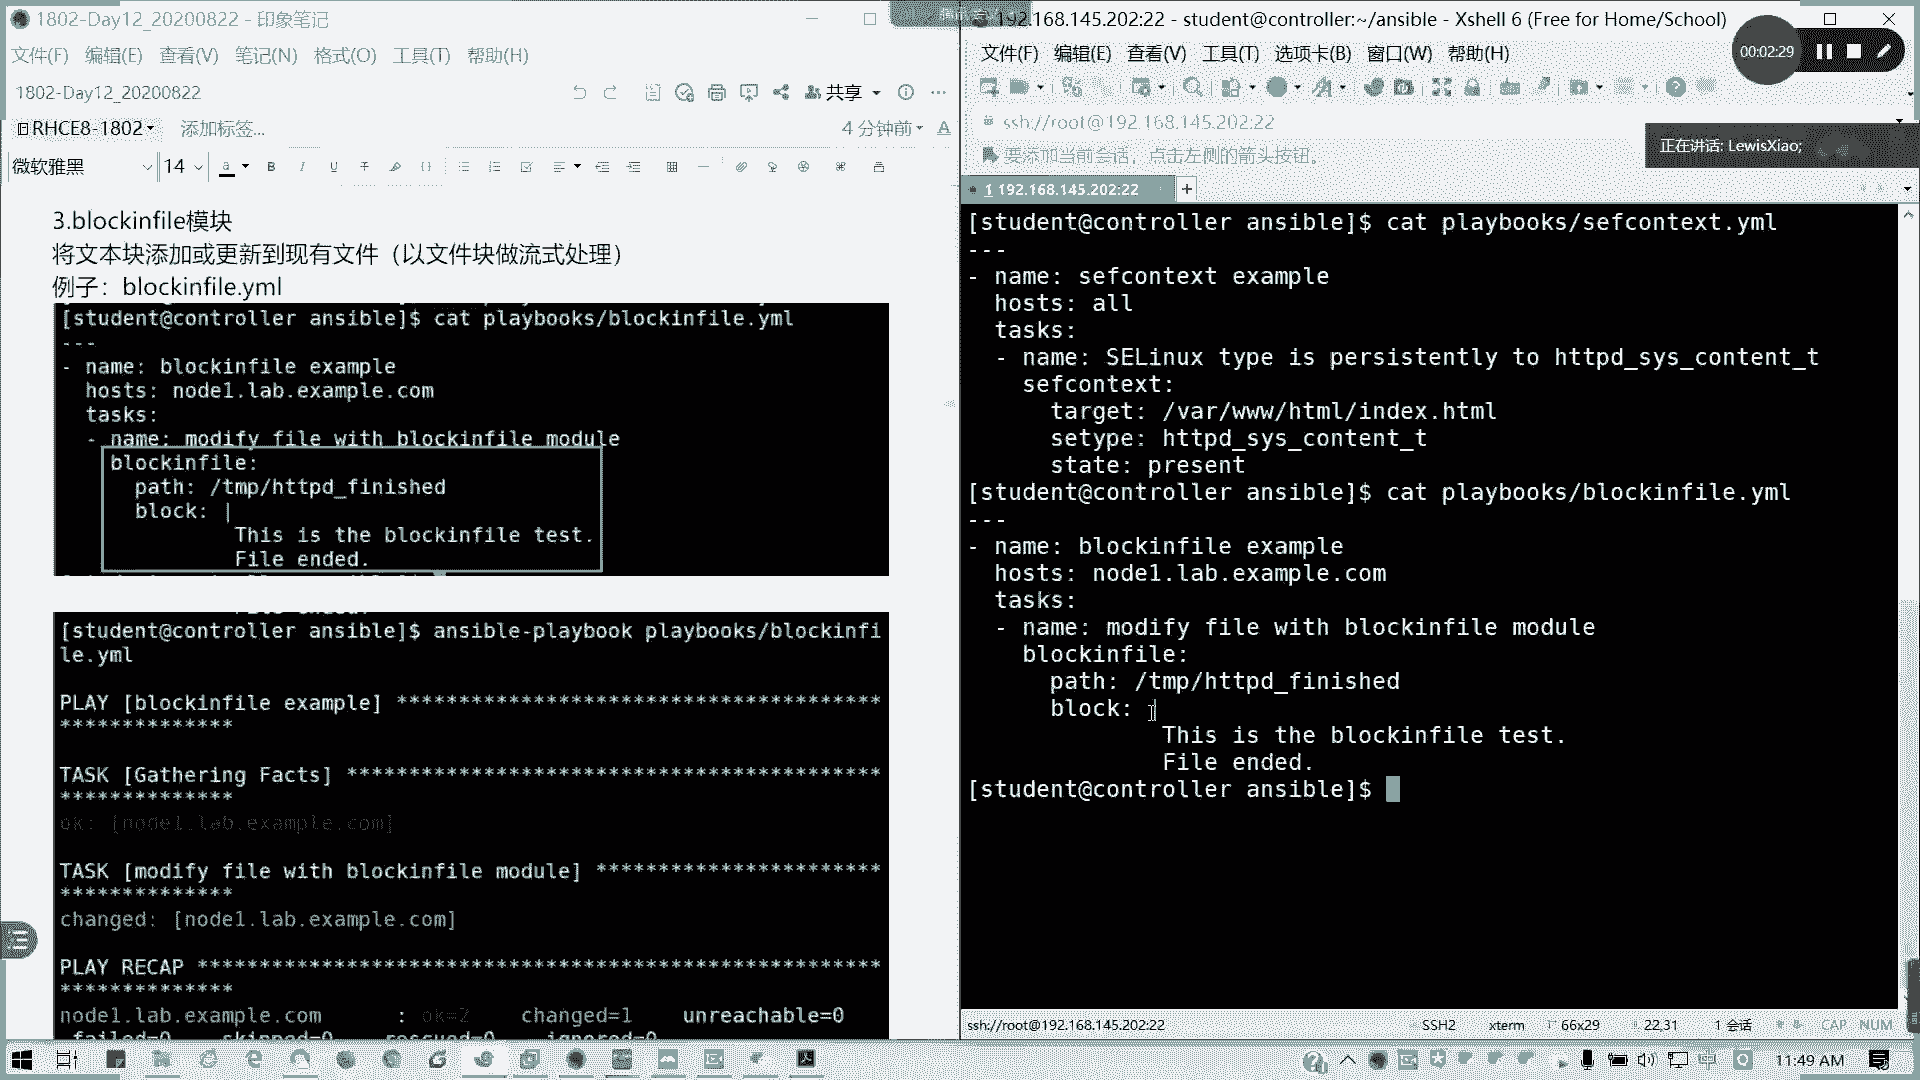 1802-Day12_20200822 - 印象笔记
文件(F) 编辑(E) 查看(V) 笔记(N) 格式(O) 工具(T) 帮助(H)
1802-Day12_20200822
共享
RHCE8-1802 添加标签...
4 分钟前
微软雅黑 14
3.blockinfile模块
将文本块添加或更新到现有文件（以文件块做流式处理）
例子：blockinfile.yml
[student@controller ansible]$ cat playbooks/blockinfile.yml
---
- name: blockinfile example
hosts: node1.lab.example.com
tasks:
- name: modify file with blockinfile module
blockinfile:
path: /tmp/httpd_finished
block: |
This is the blockinfile test.
File ended.
[student@controller ansible]$ ansible-playbook playbooks/blockinfi
le.yml
PLAY [blockinfile example] *****************************************
**************
TASK [Gathering Facts] *********************************************
**************
ok: [node1.lab.example.com]
TASK [modify file with blockinfile module] ***********************
**************
changed: [node1.lab.example.com]
PLAY RECAP *********************************************************
**************
node1.lab.example.com : ok=2 changed=1 unreachable=0
failed=0 skipped=0 rescued=0 ignored=0
192.168.145.202:22 - student@controller:~/ansible - Xshell 6 (Free for Home/School)
文件(F) 编辑(E) 查看(V) 工具(T) 选项卡(B) 窗口(W) 帮助(H)
00:02:29
ssh://root@192.168.145.202:22
正在讲话: LewisXiao;
要添加当前会话，点击左侧的箭头按钮。
1 192.168.145.202:22
[student@controller ansible]$ cat playbooks/sefcontext.yml
---
- name: sefcontext example
hosts: all
tasks:
- name: SELinux type is persistently to httpd_sys_content_t
sefcontext:
target: /var/www/html/index.html
setype: httpd_sys_content_t
state: present
[student@controller ansible]$ cat playbooks/blockinfile.yml
---
- name: blockinfile example
hosts: node1.lab.example.com
tasks:
- name: modify file with blockinfile module
blockinfile:
path: /tmp/httpd_finished
block: |
This is the blockinfile test.
File ended.
[student@controller ansible]$
ssh://root@192.168.145.202:22 SSH2 xterm 66x29 22,31 1 会话 CAP NUM
中 11:49 AM